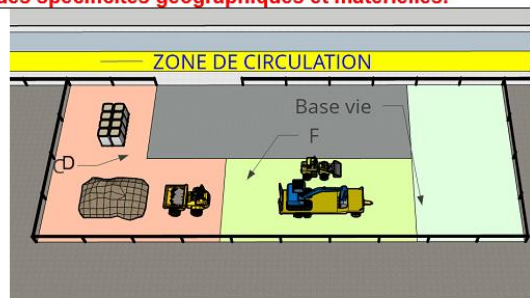 des spécificités géographiques et matérielles.
ZONE DE CIRCULATION
Base vie
F
D